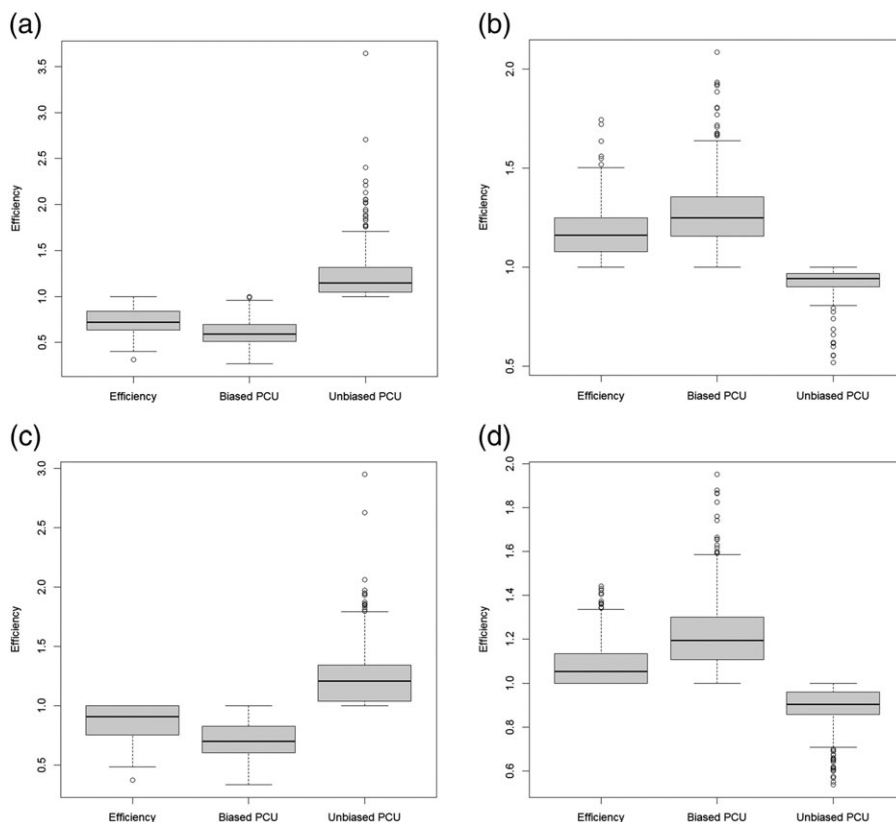 (a)
Efficiency
3.5
3.0
2.5
2.0
1.5
1.0
0.5
Efficiency Biased PCU Unbiased PCU
(b)
Efficiency
2.0
1.5
1.0
0.5
Efficiency Biased PCU Unbiased PCU
(c)
Efficiency
3.0
2.5
2.0
1.5
1.0
0.5
Efficiency Biased PCU Unbiased PCU
(d)
Efficiency
2.0
1.8
1.6
1.4
1.2
1.0
0.8
0.6
Efficiency Biased PCU Unbiased PCU